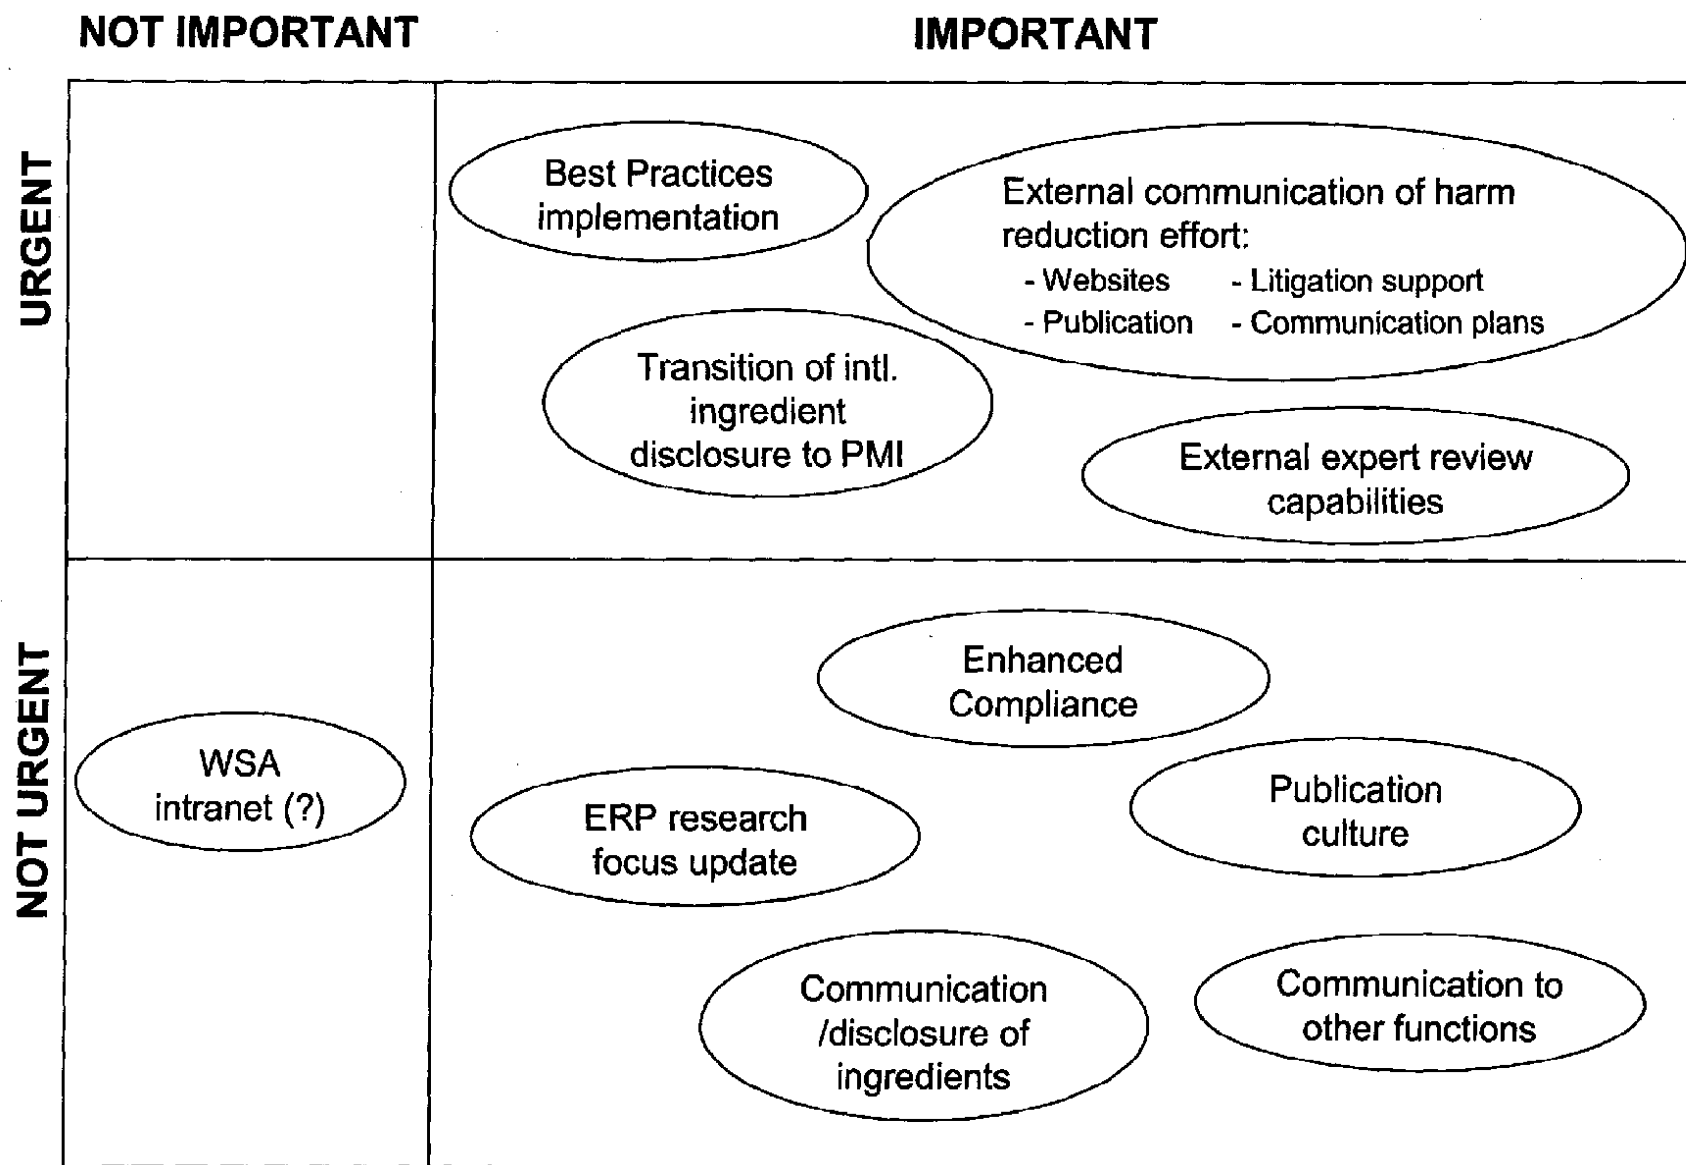 NOT IMPORTANT
IMPORTANT
URGENT
Best Practices
implementation
External communication of harm
reduction effort:
- Websites - Litigation support
- Publication - Communication plans
Transition of intl.
ingredient
disclosure to PMI
External expert review
capabilities
NOT URGENT
WSA
intranet (?)
Enhanced
Compliance
ERP research
focus update
Publication
culture
Communication
/disclosure of
ingredients
Communication to
other functions